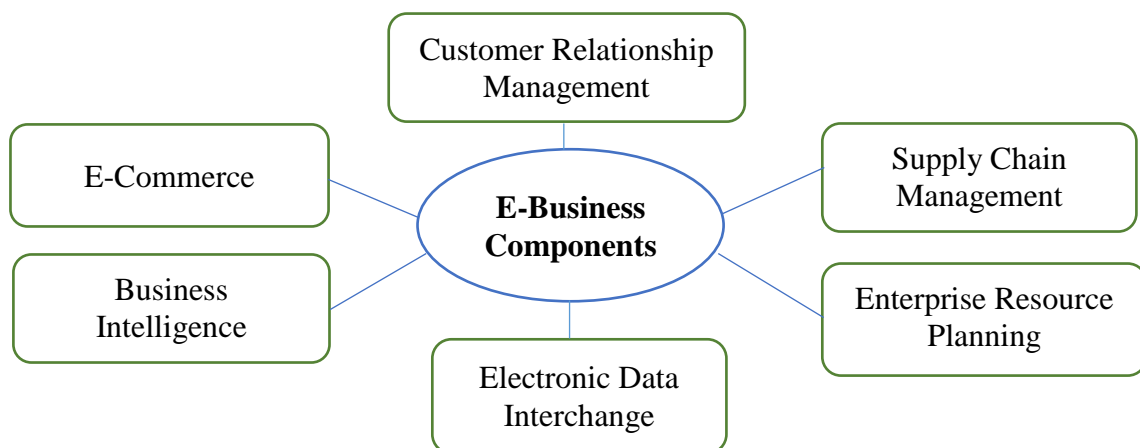 Customer Relationship
Management
E-Commerce
Supply Chain
Management
E-Business
Components
Business
Intelligence
Enterprise Resource
Planning
Electronic Data
Interchange